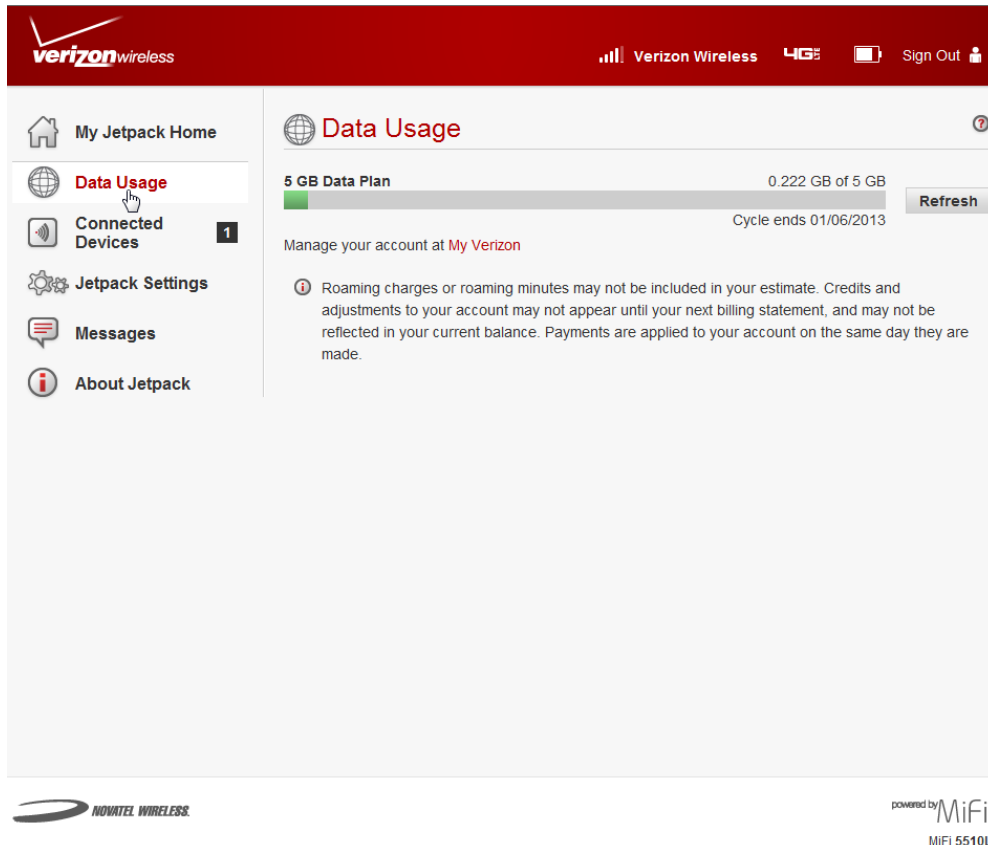 verizonwireless
Verizon Wireless 4G LTE Sign Out
My Jetpack Home
Data Usage
Connected
Devices
1
Jetpack Settings
Messages
About Jetpack
Data Usage
?
5 GB Data Plan 0.222 GB of 5 GB
Refresh
Cycle ends 01/06/2013
Manage your account at My Verizon
Roaming charges or roaming minutes may not be included in your estimate. Credits and
adjustments to your account may not appear until your next billing statement, and may not be
reflected in your current balance. Payments are applied to your account on the same day they are
made.
NOVATEL WIRELESS.
powered by MiFi
MiFi 5510L